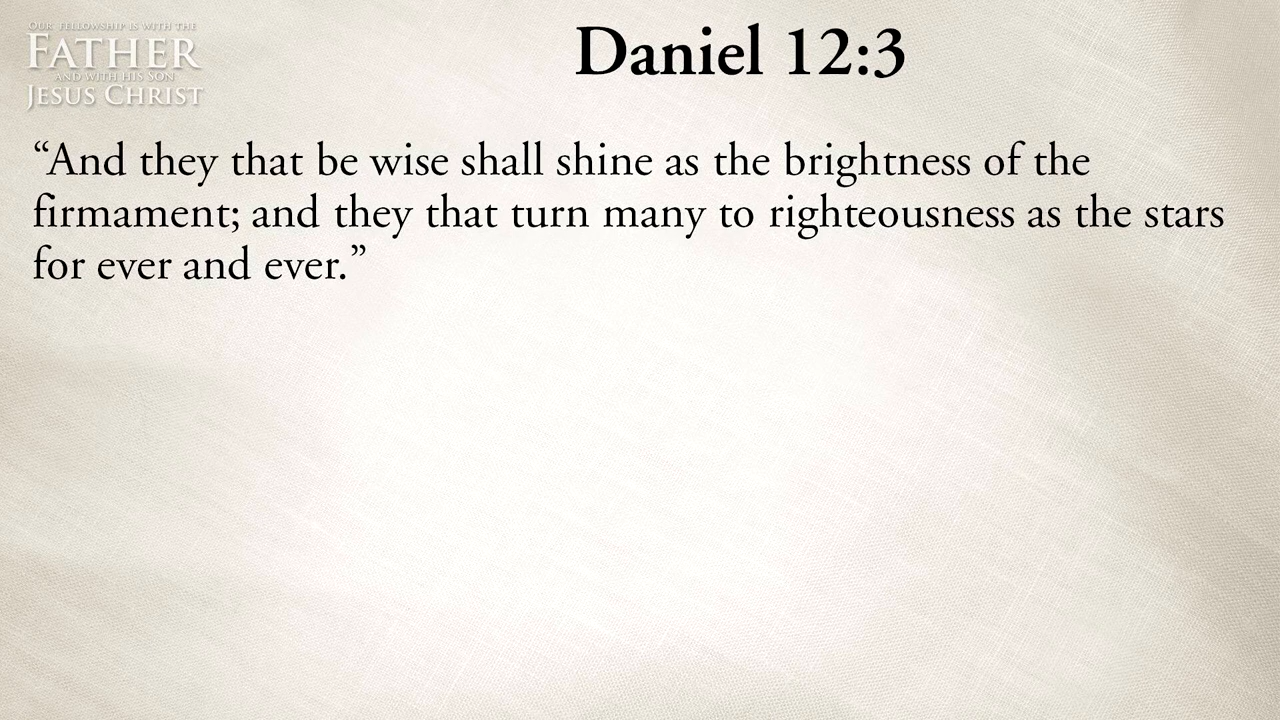 OUR FELLOWSHIP IS WITH THE
FATHER
AND WITH HIS SON
JESUS CHRIST
Daniel 12:3
“And they that be wise shall shine as the brightness of the
firmament; and they that turn many to righteousness as the stars
for ever and ever.”